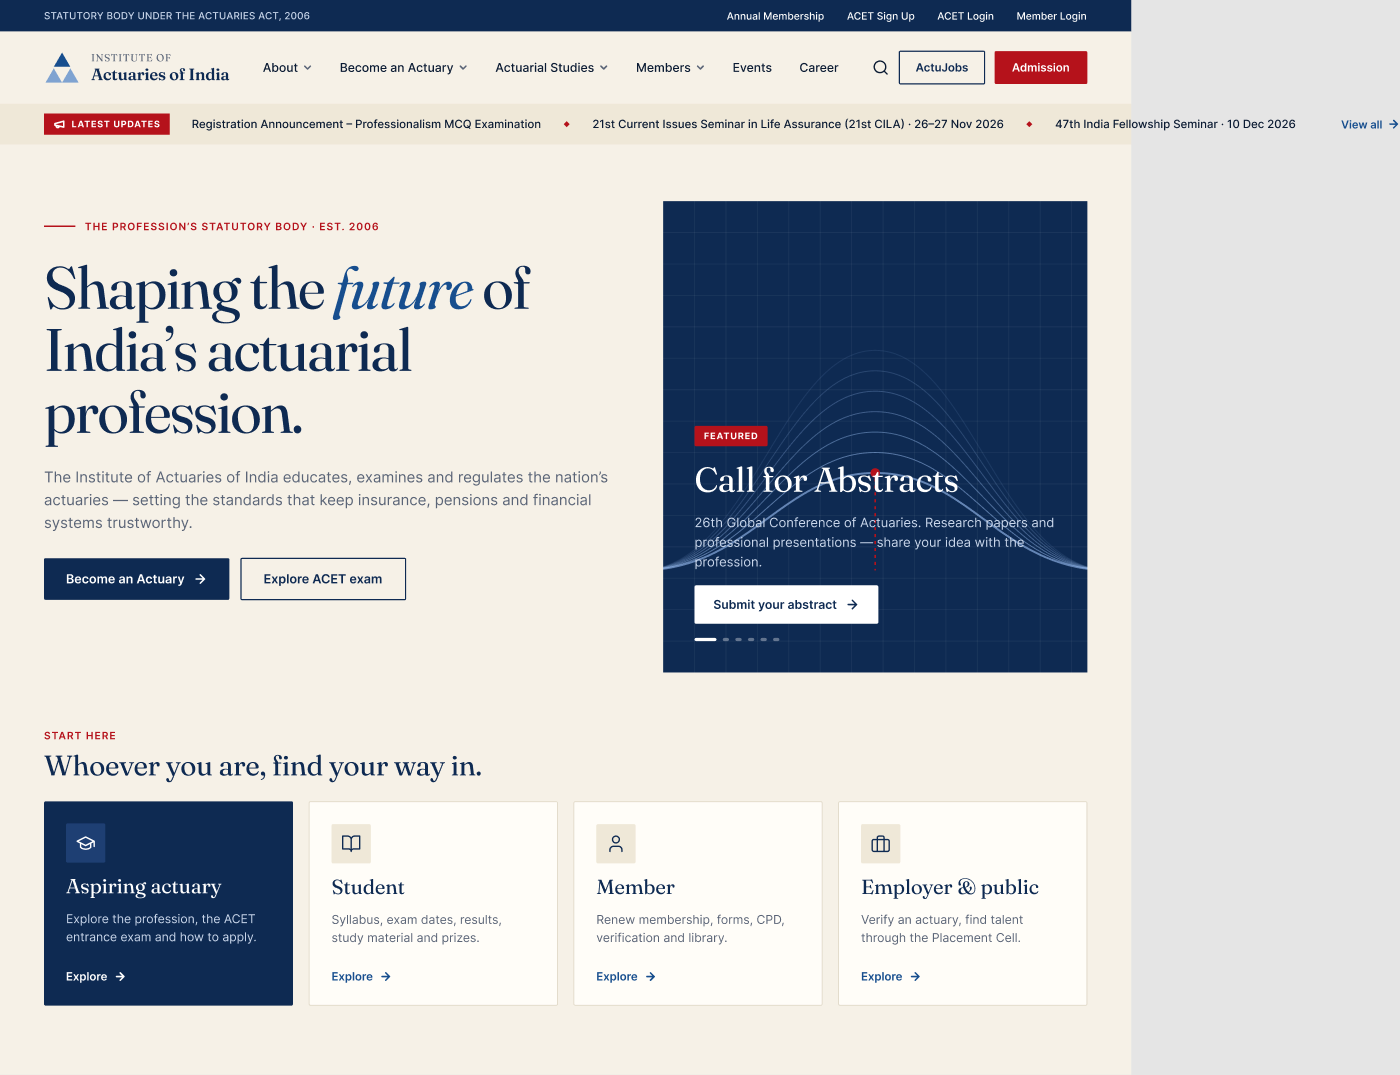 STATUTORY BODY UNDER THE ACTUARIES ACT, 2006
Annual Membership ACET Sign Up ACET Login Member Login
INSTITUTE OF
Actuaries of India
About Become an Actuary Actuarial Studies Members Events Career ActuJobs Admission
LATEST UPDATES Registration Announcement – Professionalism MCQ Examination ◆ 21st Current Issues Seminar in Life Assurance (21st CILA) · 26–27 Nov 2026 ◆ 47th India Fellowship Seminar · 10 Dec 2026 View all →
THE PROFESSION’S STATUTORY BODY · EST. 2006
Shaping the future of
India’s actuarial
profession.
The Institute of Actuaries of India educates, examines and regulates the nation’s
actuaries — setting the standards that keep insurance, pensions and financial
systems trustworthy.
Become an Actuary → Explore ACET exam
FEATURED
Call for Abstracts
26th Global Conference of Actuaries. Research papers and
professional presentations — share your idea with the
profession.
Submit your abstract →
START HERE
Whoever you are, find your way in.
Aspiring actuary
Explore the profession, the ACET
entrance exam and how to apply.
Explore →
Student
Syllabus, exam dates, results,
study material and prizes.
Explore →
Member
Renew membership, forms, CPD,
verification and library.
Explore →
Employer & public
Verify an actuary, find talent
through the Placement Cell.
Explore →